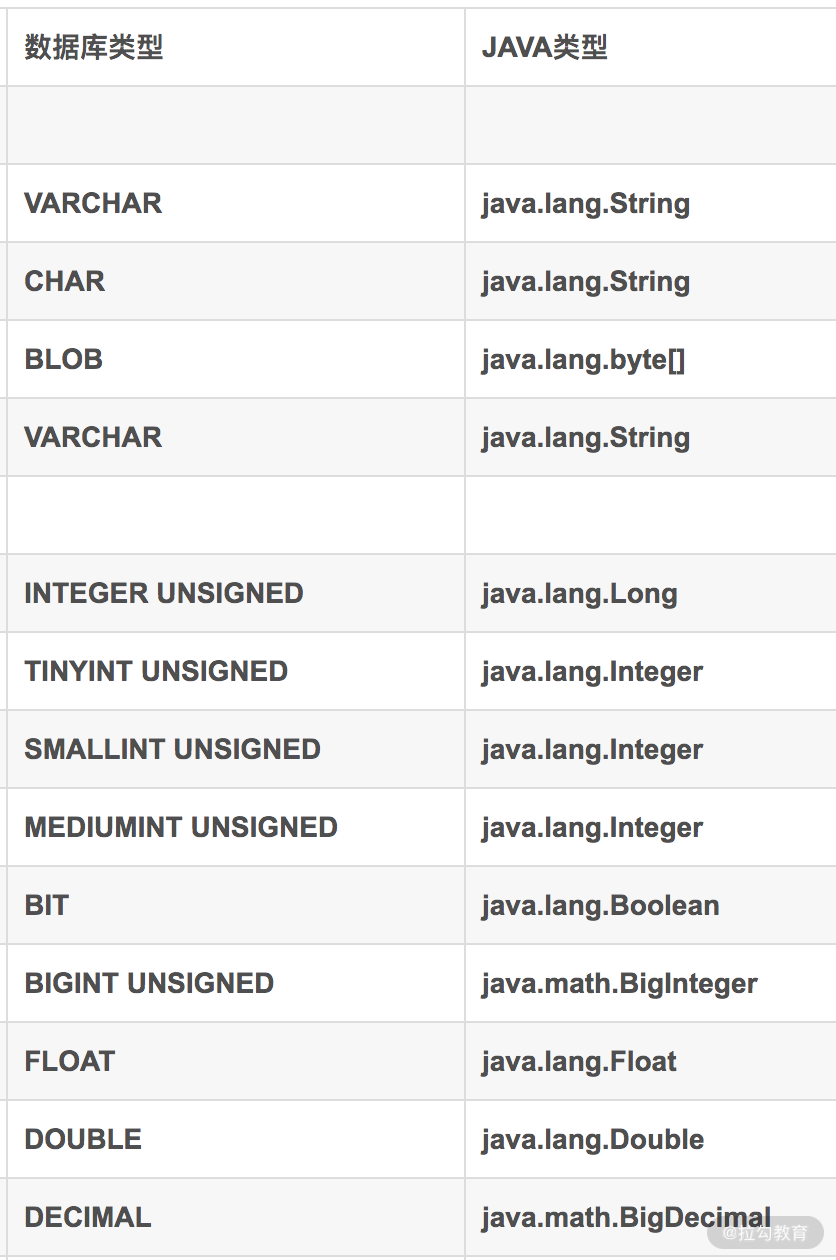 数据库类型 JAVA类型
VARCHAR java.lang.String
CHAR java.lang.String
BLOB java.lang.byte[]
VARCHAR java.lang.String
INTEGER UNSIGNED java.lang.Long
TINYINT UNSIGNED java.lang.Integer
SMALLINT UNSIGNED java.lang.Integer
MEDIUMINT UNSIGNED java.lang.Integer
BIT java.lang.Boolean
BIGINT UNSIGNED java.math.BigInteger
FLOAT java.lang.Float
DOUBLE java.lang.Double
DECIMAL java.math.BigDecimal
@拉勾教育